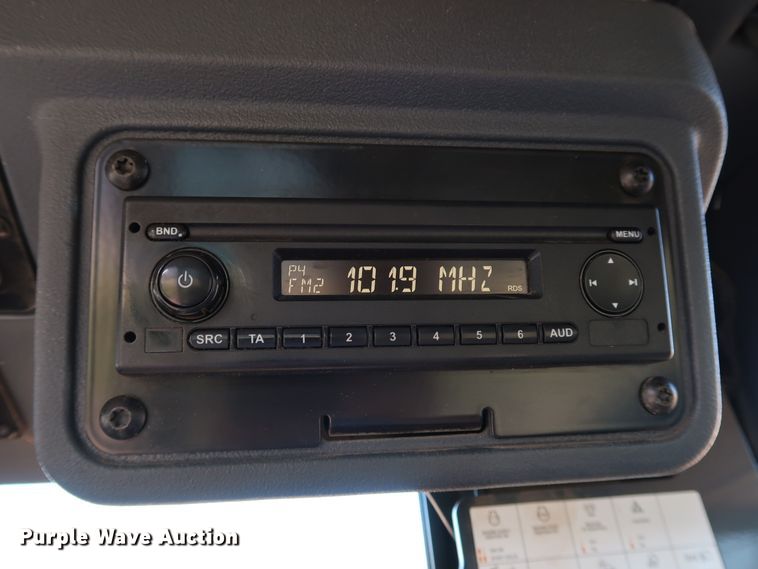 BND
MENU
P4
FM2 101.9 MHZ
RDS
SRC TA 1 2 3 4 5 6 AUD
Purple Wave Auction